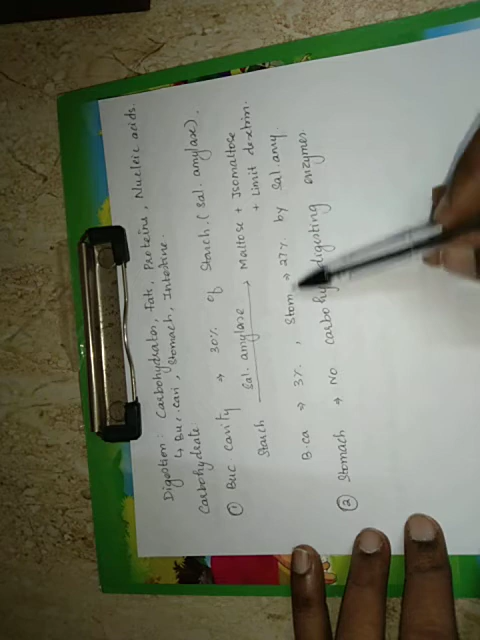 Digestion: Carbohydrates, Fats, Proteins, Nucleic acids.
↳ Buc. cavi, Stomach, Intestine.
Carbohydrate
① Buc. cavity → 30% of Starch. (Sal. amylase).
Starch Sal. amylase → Maltose + Isomaltose
+ Limit dextrin.
B. ca ⇒ 3%, Stom ⇒ 27% by Sal. amy
② Stomach → No carbohy digesting enzymes